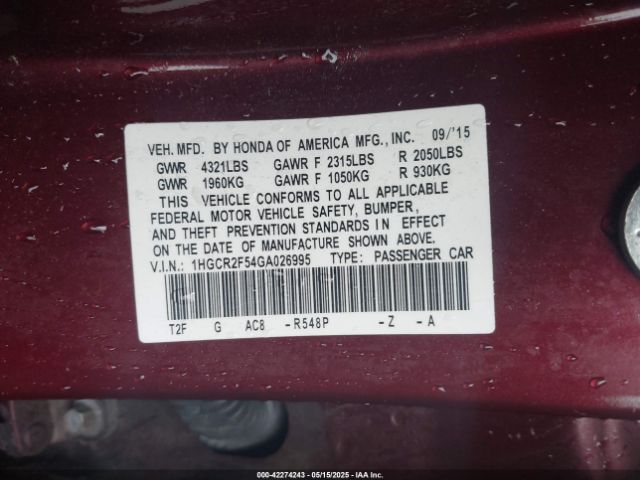 VEH. MFD. BY HONDA OF AMERICA MFG., INC. 09/'15
GVWR 4321LBS GAWR F 2315LBS R 2050LBS
GVWR 1960KG GAWR F 1050KG R 930KG
THIS VEHICLE CONFORMS TO ALL APPLICABLE
FEDERAL MOTOR VEHICLE SAFETY, BUMPER,
AND THEFT PREVENTION STANDARDS IN EFFECT
ON THE DATE OF MANUFACTURE SHOWN ABOVE.
V.I.N.: 1HGCR2F54GA026995 TYPE: PASSENGER CAR
T2F G AC8 -R548P -Z -A
000-42274243 - 05/15/2025 - IAA Inc.